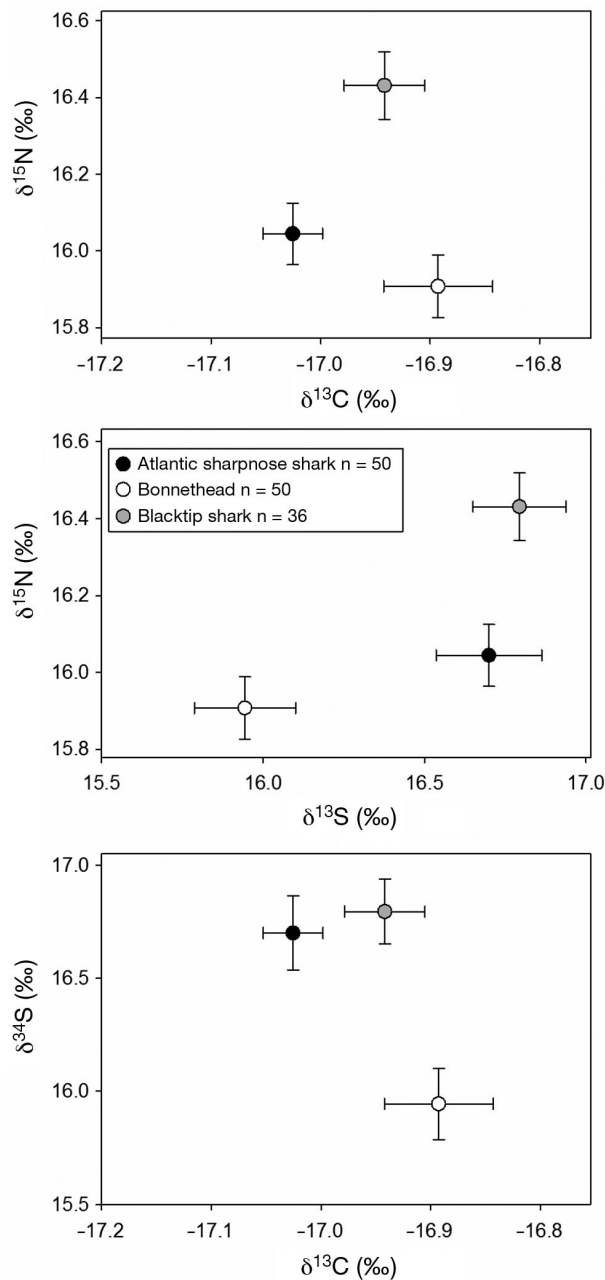 16.6
16.4
16.2
16.0
15.8
δ¹⁵N (‰)
–17.2 –17.1 –17.0 –16.9 –16.8
δ¹³C (‰)
16.6
16.4
16.2
16.0
15.8
δ¹⁵N (‰)
Atlantic sharpnose shark n = 50
Bonnethead n = 50
Blacktip shark n = 36
15.5 16.0 16.5 17.0
δ¹³S (‰)
17.0
16.5
16.0
15.5
δ³⁴S (‰)
–17.2 –17.1 –17.0 –16.9 –16.8
δ¹³C (‰)